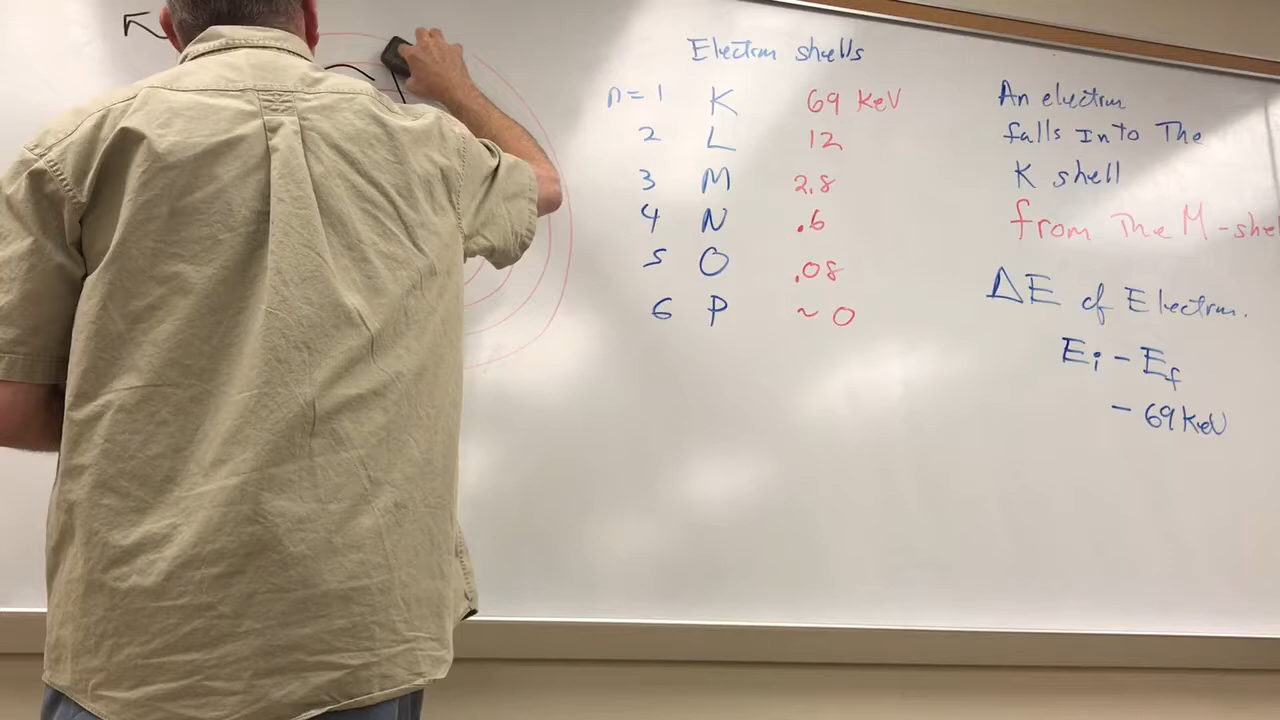 Electron shells
n=1 K 69 KeV
2 L 12
3 M 2.8
4 N .6
5 O .08
6 P ~ 0
An electron
falls Into The
K shell
from The M-she
ΔE of Electron.
Ei - Ef
- 69 KeV